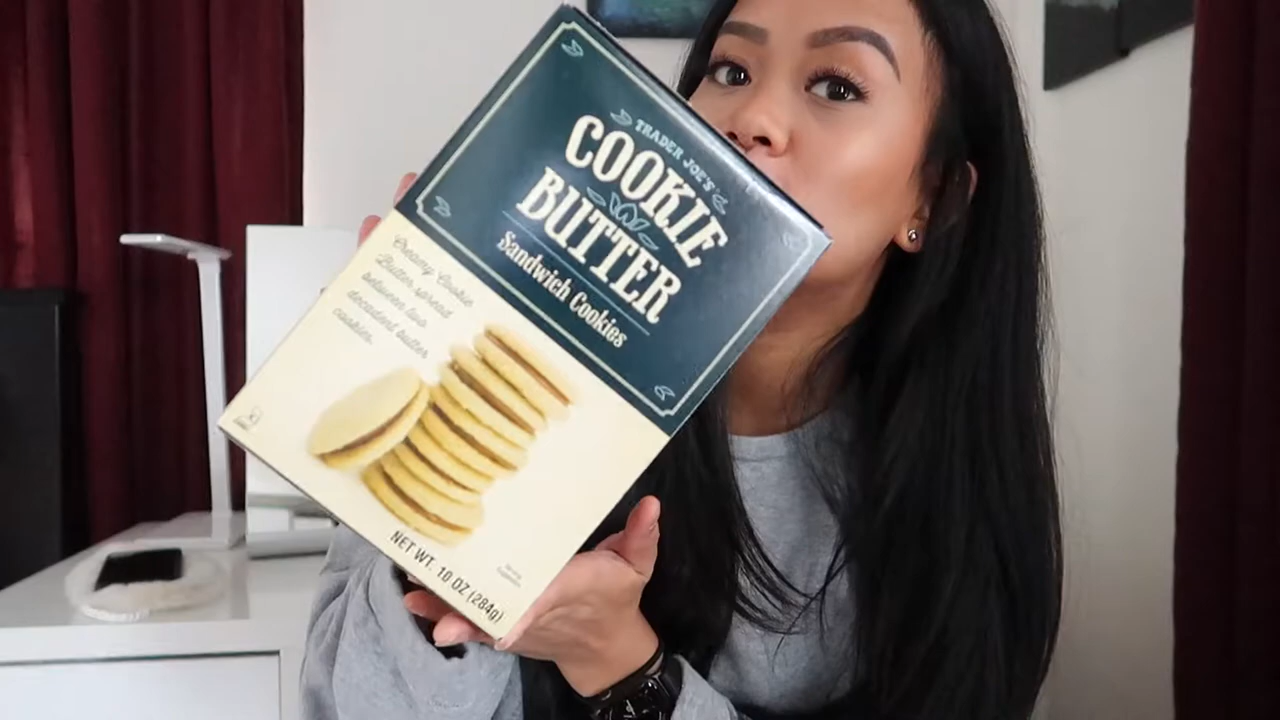 TRADER JOE'S
COOKIE
BUTTER
Sandwich Cookies
Creamy Cookie
Butter spread
between two
decadent butter
cookies.
NET WT. 10 OZ (284g)